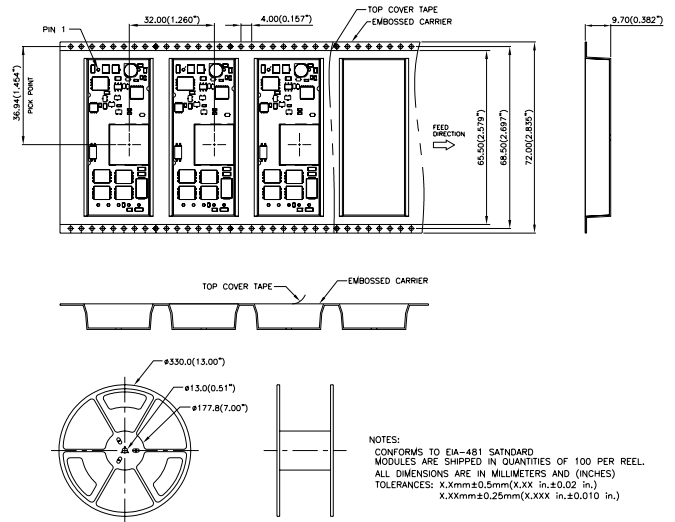 32.00(1.260")
4.00(0.157")
TOP COVER TAPE
EMBOSSED CARRIER
9.70(0.382")
PIN 1
36.94(1.454")
PICK POINT
FEED
DIRECTION
65.50(2.579")
68.50(2.697")
72.00(2.835")
TOP COVER TAPE
EMBOSSED CARRIER
ø330.0(13.00")
ø13.0(0.51")
ø177.8(7.00")
NOTES:
CONFORMS TO EIA-481 SATNDARD
MODULES ARE SHIPPED IN QUANTITIES OF 100 PER REEL.
ALL DIMENSIONS ARE IN MILLIMETERS AND (INCHES)
TOLERANCES: X.Xmm±0.5mm(X.XX in.±0.02 in.)
X.XXmm±0.25mm(X.XXX in.±0.010 in.)